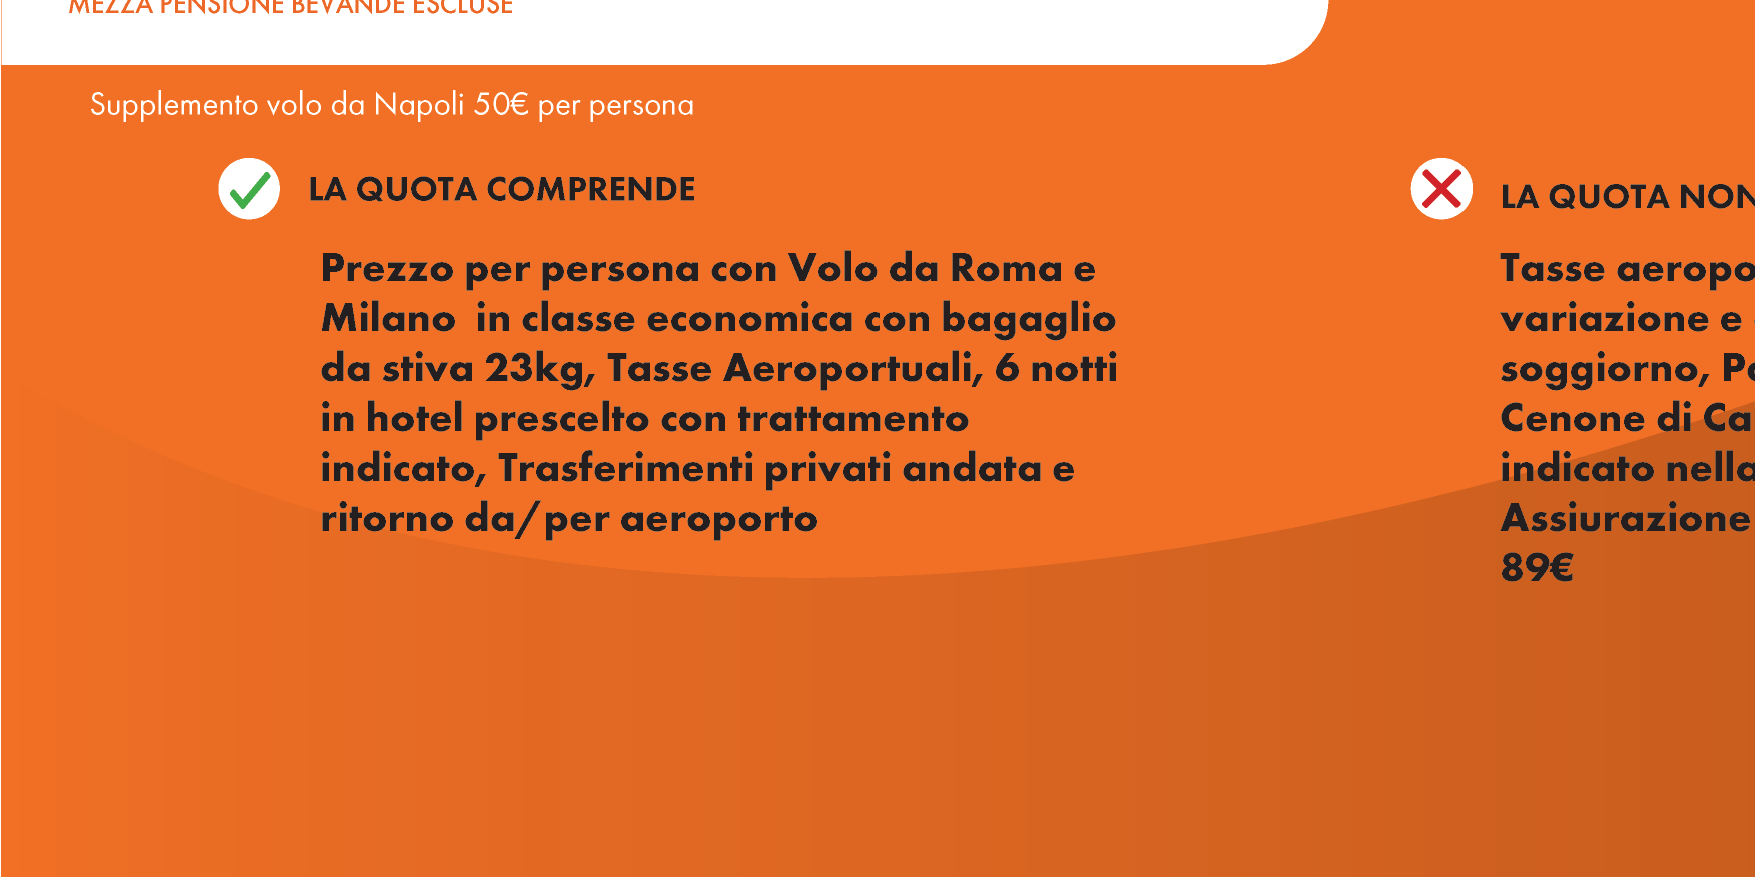 MEZZA PENSIONE BEVANDE ESCLUSE
Supplemento volo da Napoli 50€ per persona
LA QUOTA COMPRENDE
Prezzo per persona con Volo da Roma e
Milano in classe economica con bagaglio
da stiva 23kg, Tasse Aeroportuali, 6 notti
in hotel prescelto con trattamento
indicato, Trasferimenti privati andata e
ritorno da/per aeroporto
LA QUOTA NON
Tasse
variazione e
soggiorno,
Cenone di
indicato nella
Assiurazione
89€